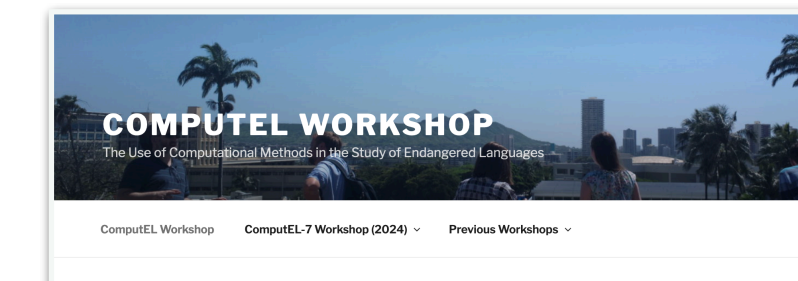 COMPUTEL WORKSHOP
The Use of Computational Methods in the Study of Endangered Languages
ComputEL Workshop ComputEL-7 Workshop (2024) Previous Workshops